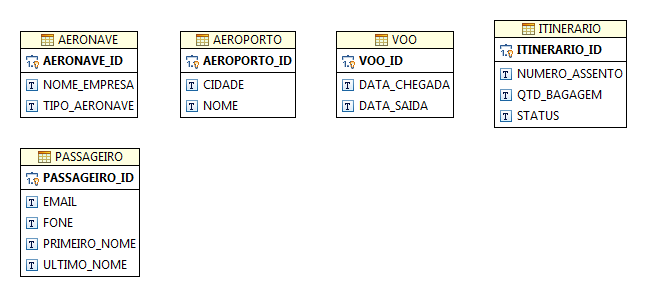 AERONAVE
AERONAVE_ID
NOME_EMPRESA
TIPO_AERONAVE
AEROPORTO
AEROPORTO_ID
CIDADE
NOME
VOO
VOO_ID
DATA_CHEGADA
DATA_SAIDA
ITINERARIO
ITINERARIO_ID
NUMERO_ASSENTO
QTD_BAGAGEM
STATUS
PASSAGEIRO
PASSAGEIRO_ID
EMAIL
FONE
PRIMEIRO_NOME
ULTIMO_NOME